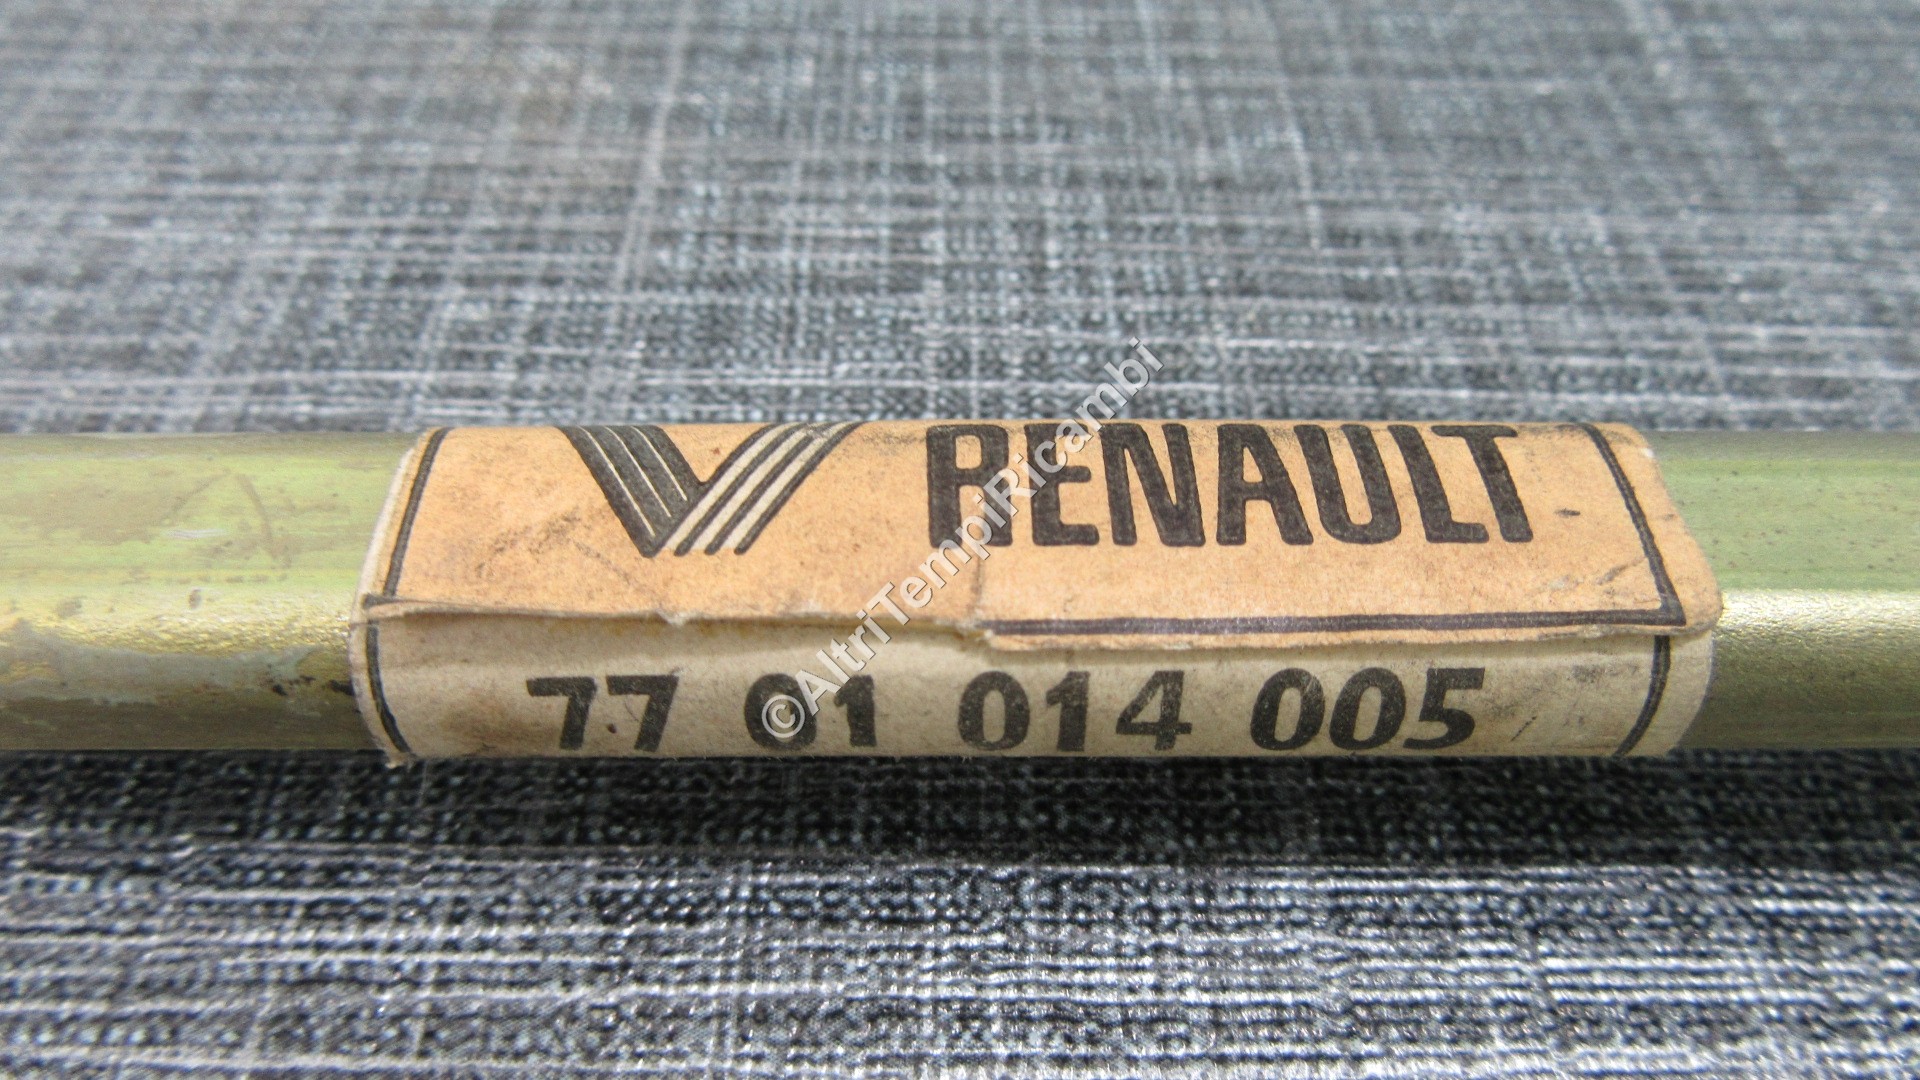 RENAULT
77 01 014 005
©AltriTempiRicambi